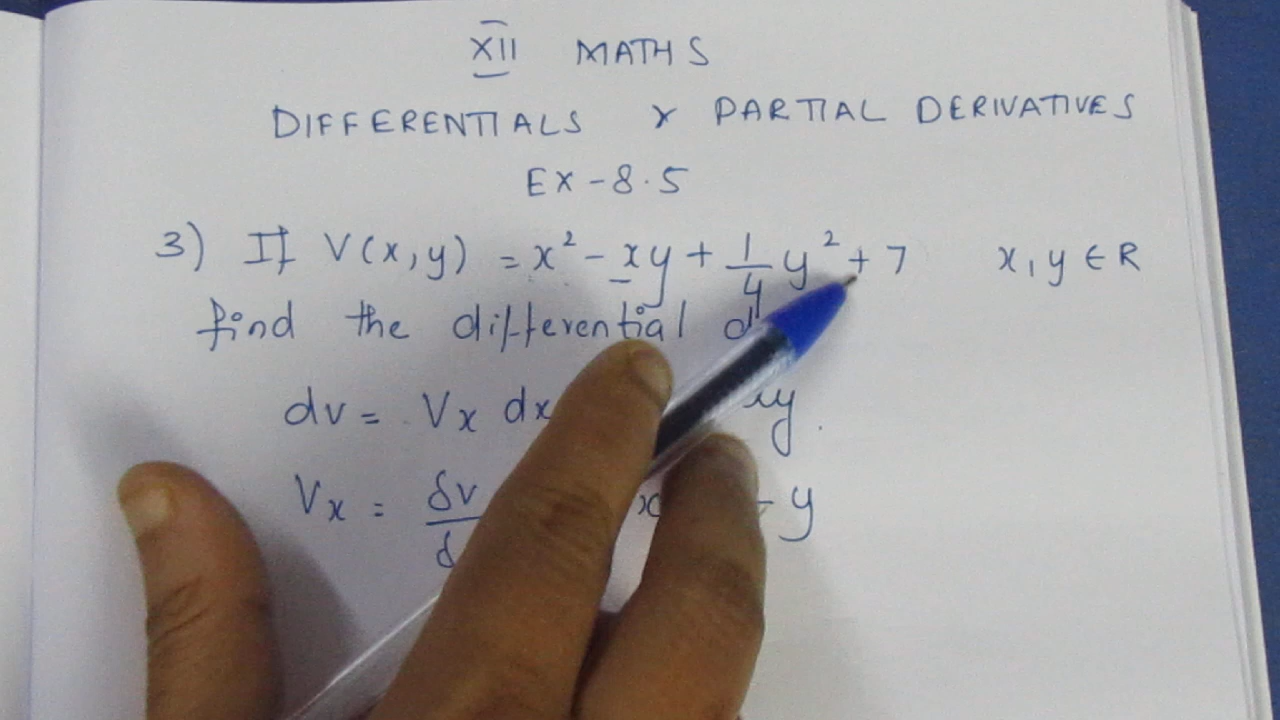 XII MATHS
DIFFERENTIALS & PARTIAL DERIVATIVES
EX - 8.5
3) If V(x,y) = x² - xy + 1/4 y² + 7 x, y ∈ R
find the differential
dv = Vx dx
Vx = δv - y